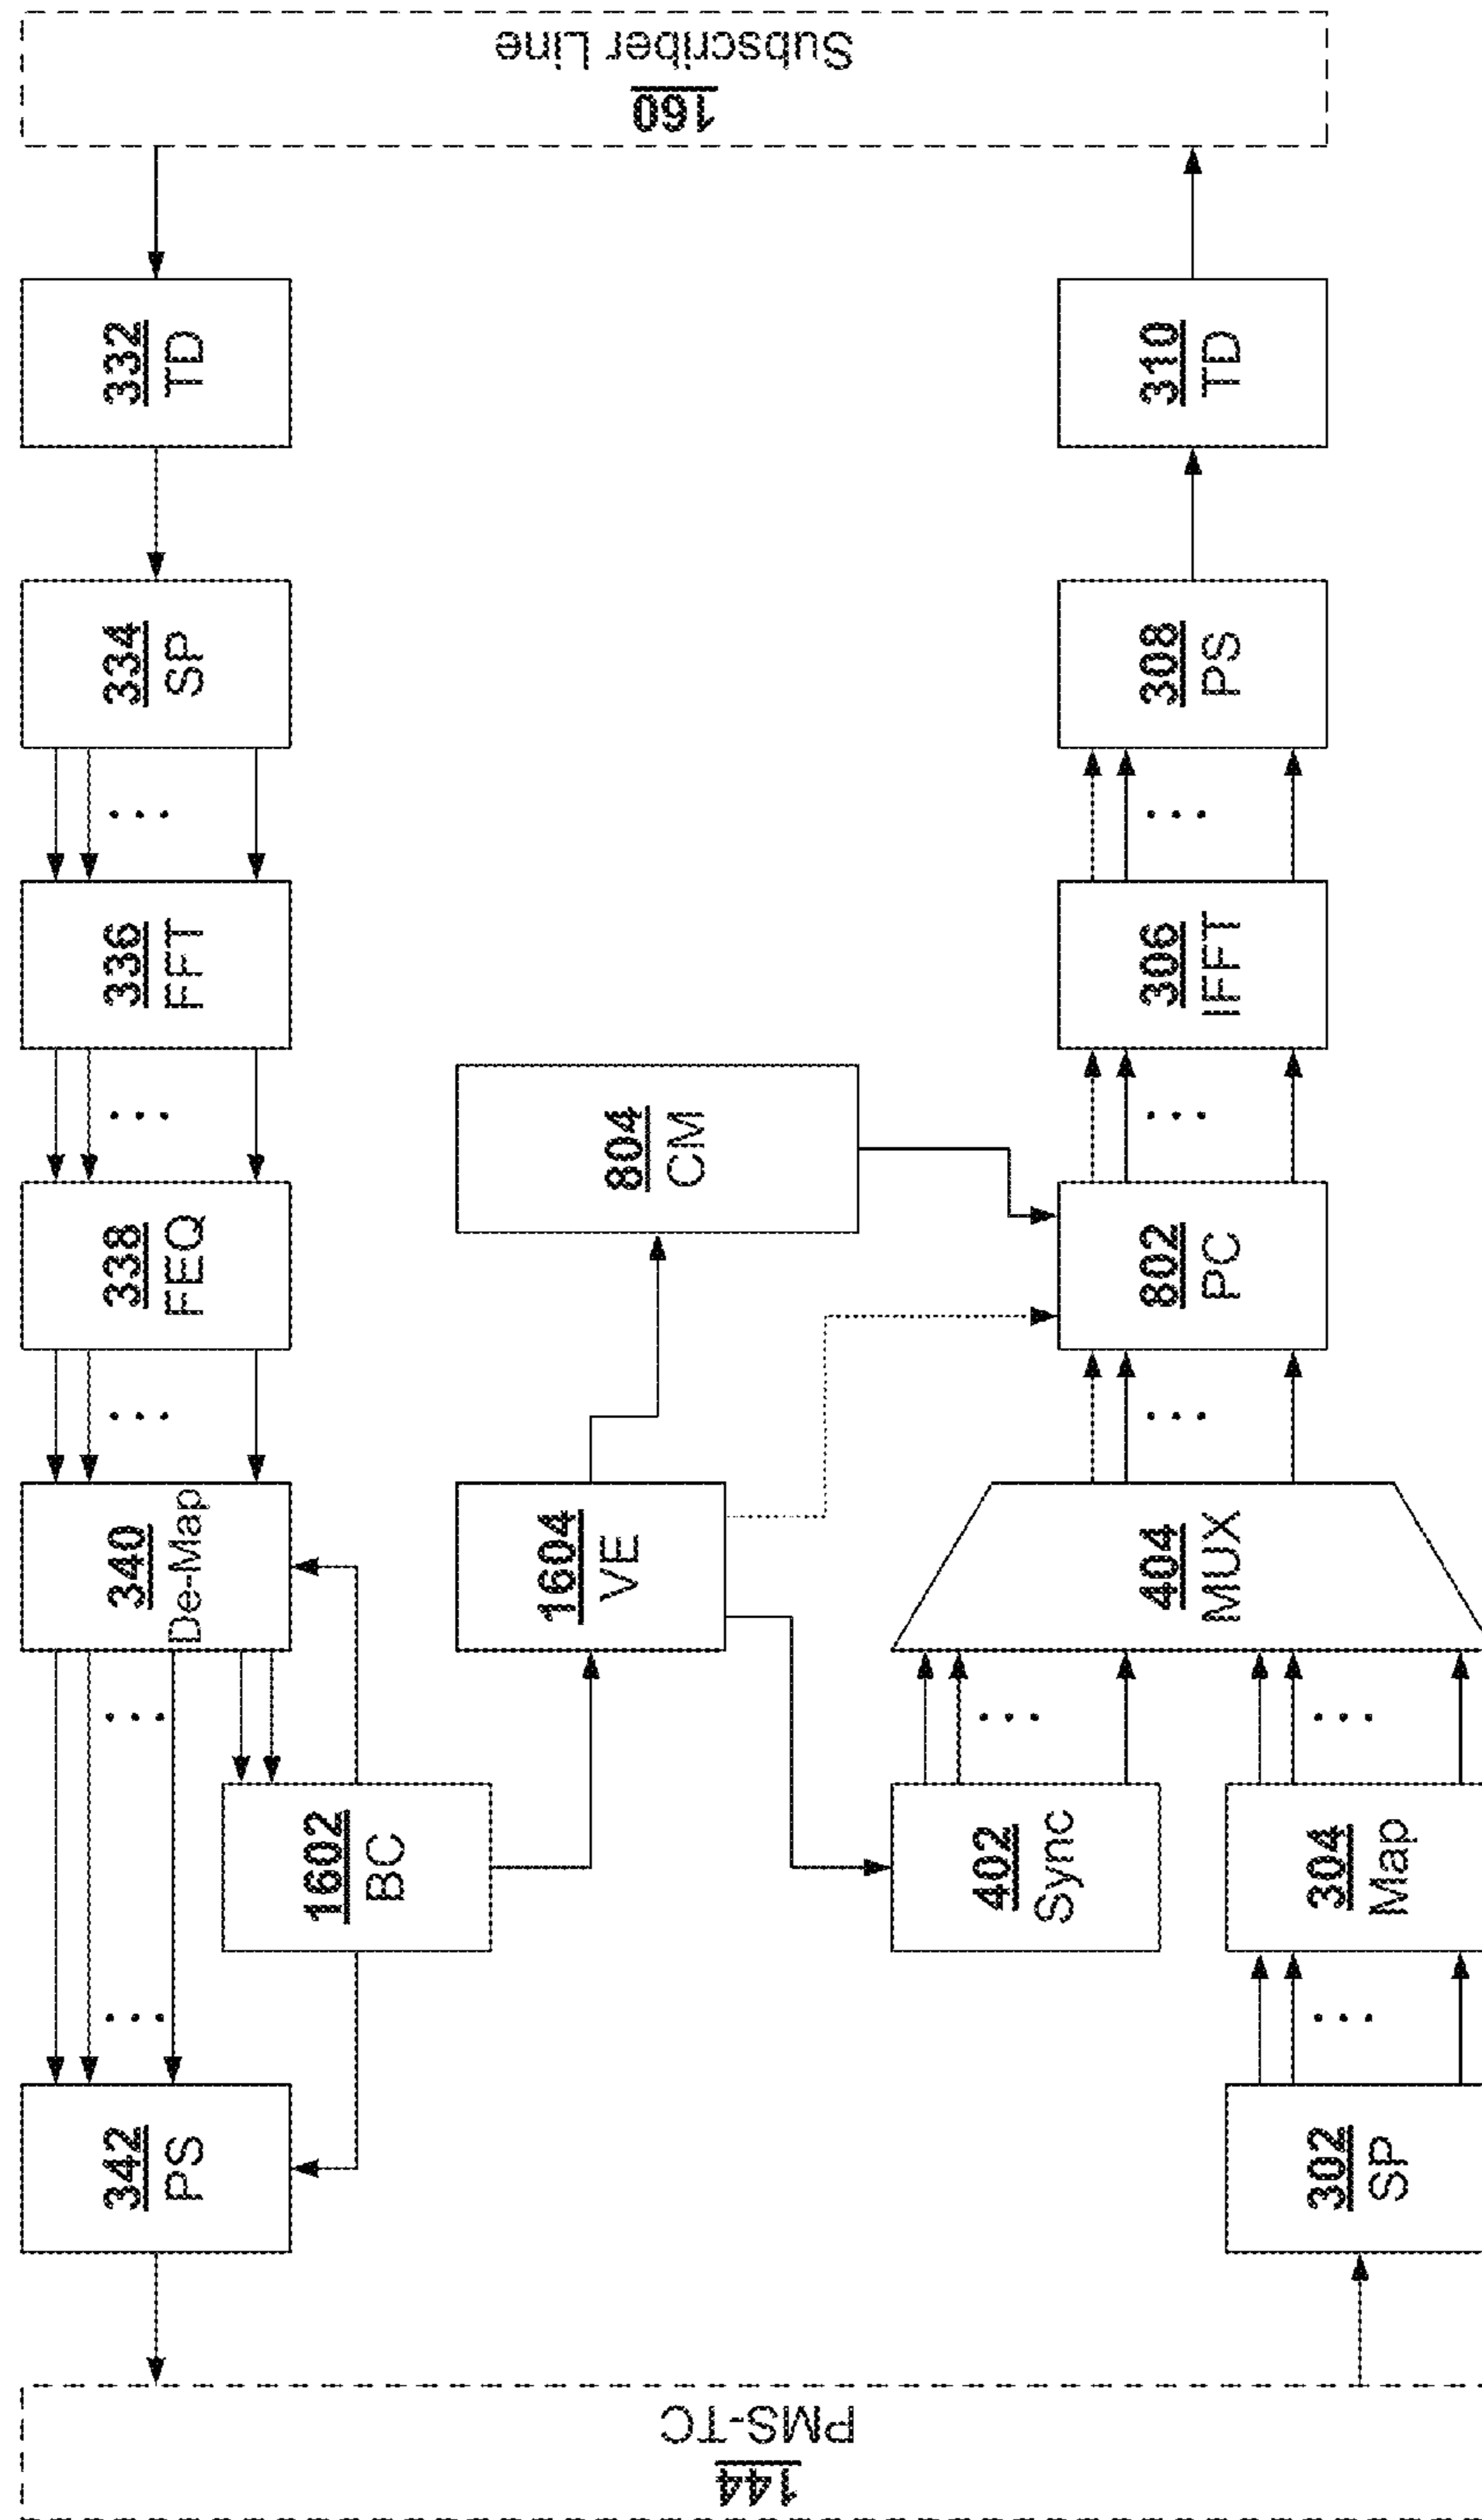 144
PMS-TC
342
PS
340
De-Map
338
FEQ
336
FFT
334
SP
332
TD
160
Subscriber Line
1602
BC
1604
VE
804
CM
402
Sync
404
MUX
802
PC
306
IFFT
308
PS
310
TD
302
SP
304
Map